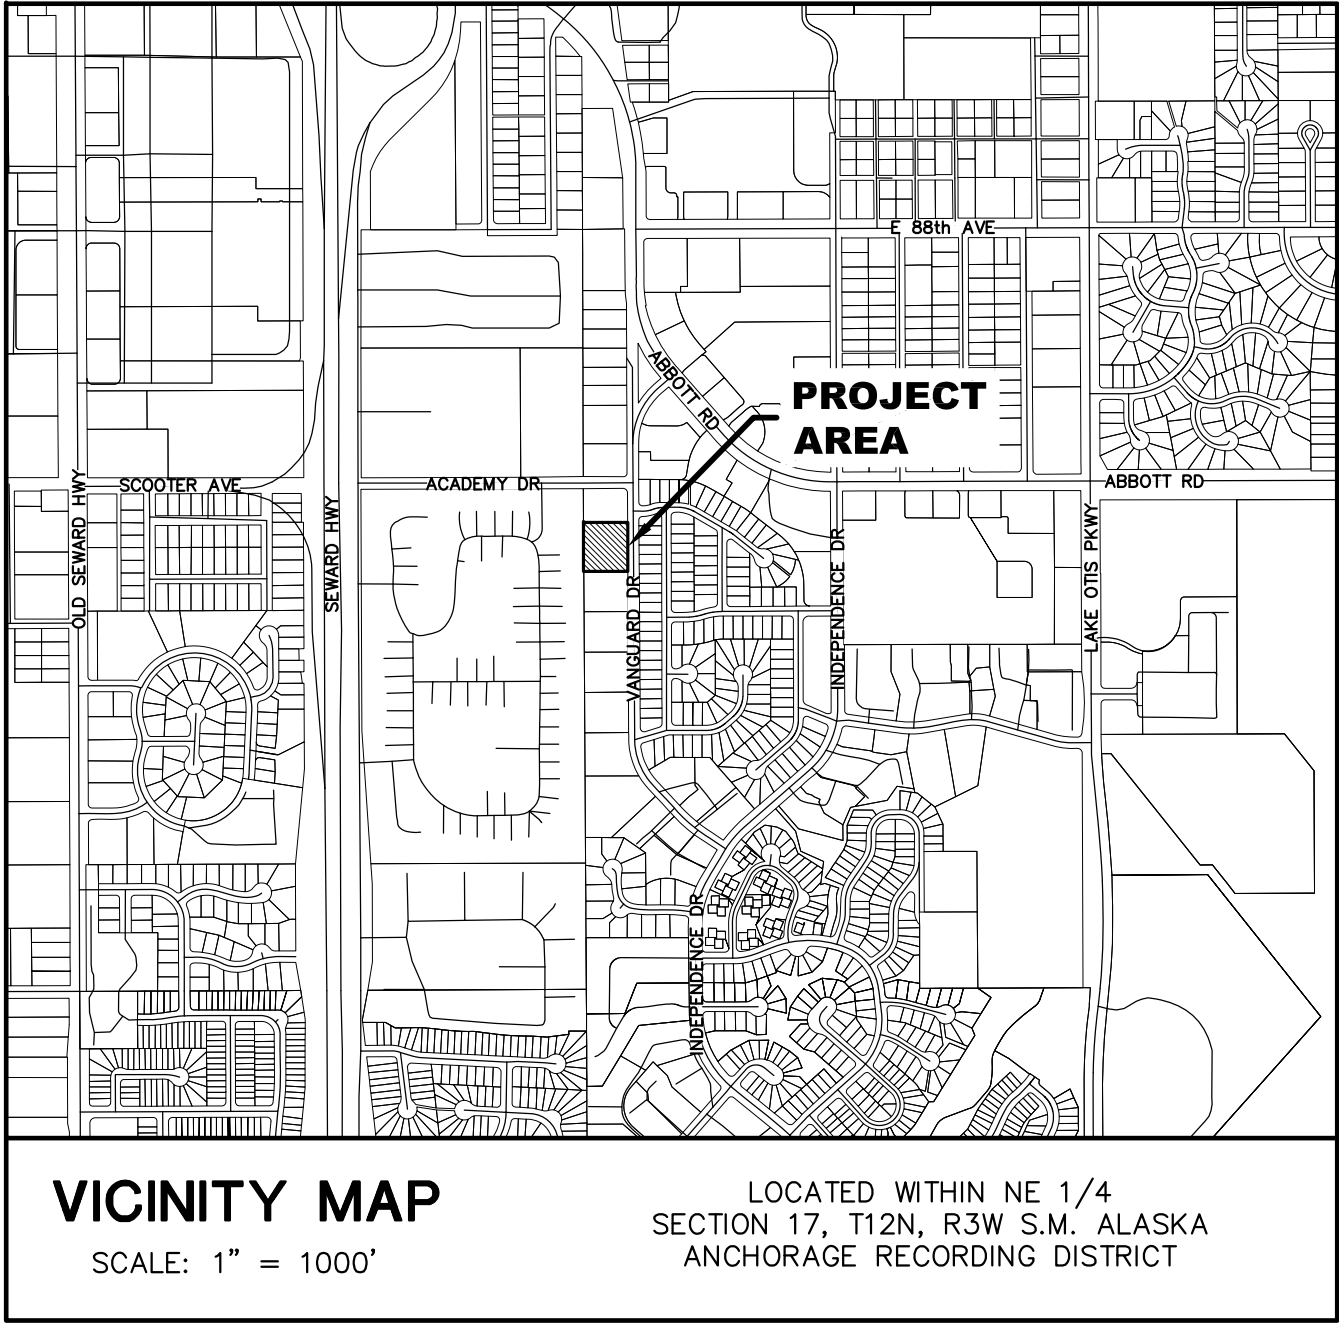 E 88th AVE
ABBOTT RD
PROJECT
AREA
OLD SEWARD HWY
SCOOTER AVE
SEWARD HWY
ACADEMY DR
ABBOTT RD
VANGUARD DR
INDEPENDENCE DR
LAKE OTIS PKWY
INDEPENDENCE DR
VICINITY MAP
SCALE: 1" = 1000'
LOCATED WITHIN NE 1/4
SECTION 17, T12N, R3W S.M. ALASKA
ANCHORAGE RECORDING DISTRICT